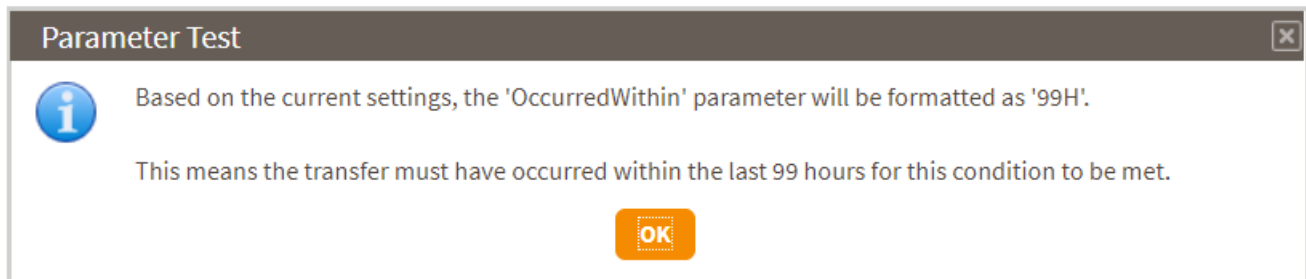 Parameter Test
Based on the current settings, the 'OccurredWithin' parameter will be formatted as '99H'.
This means the transfer must have occurred within the last 99 hours for this condition to be met.
OK